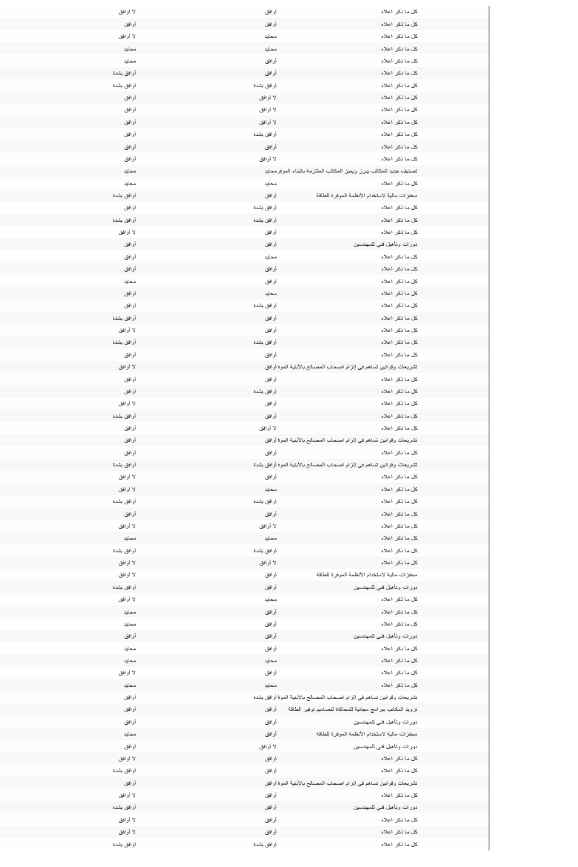 كل ما ذكر اعلاه أوافق لا أوافق
كل ما ذكر اعلاه أوافق أوافق
كل ما ذكر اعلاه محايد لا أوافق
كل ما ذكر اعلاه محايد محايد
كل ما ذكر اعلاه أوافق محايد
كل ما ذكر اعلاه أوافق أوافق بشدة
كل ما ذكر اعلاه أوافق بشدة أوافق بشدة
كل ما ذكر اعلاه لا أوافق أوافق
كل ما ذكر اعلاه لا أوافق أوافق
كل ما ذكر اعلاه لا أوافق أوافق
كل ما ذكر اعلاه أوافق بشدة أوافق
كل ما ذكر اعلاه أوافق أوافق
كل ما ذكر اعلاه لا أوافق أوافق
تصنيف جديد للمكاتب يبرز ويميز المكاتب الملتزمة بالبناء الموفر محايد محايد
كل ما ذكر اعلاه محايد محايد
محفزات مالية لاستخدام الأنظمة الموفرة للطاقة أوافق أوافق بشدة
كل ما ذكر اعلاه أوافق بشدة أوافق
كل ما ذكر اعلاه أوافق بشدة أوافق بشدة
كل ما ذكر اعلاه أوافق لا أوافق
دورات وتأهيل فني للمهندسين أوافق أوافق
كل ما ذكر اعلاه محايد أوافق
كل ما ذكر اعلاه أوافق أوافق
كل ما ذكر اعلاه أوافق محايد
كل ما ذكر اعلاه محايد أوافق
كل ما ذكر اعلاه أوافق بشدة أوافق
كل ما ذكر اعلاه أوافق أوافق بشدة
كل ما ذكر اعلاه أوافق لا أوافق
كل ما ذكر اعلاه أوافق بشدة أوافق بشدة
كل ما ذكر اعلاه أوافق أوافق
تشريعات وقوانين تساهم في إلزام اصحاب المصالح بالأبنية الموة أوافق لا أوافق
كل ما ذكر اعلاه أوافق أوافق
كل ما ذكر اعلاه أوافق بشدة أوافق
كل ما ذكر اعلاه أوافق لا أوافق
كل ما ذكر اعلاه أوافق أوافق بشدة
كل ما ذكر اعلاه لا أوافق أوافق
تشريعات وقوانين تساهم في إلزام اصحاب المصالح بالأبنية الموة أوافق أوافق
كل ما ذكر اعلاه أوافق أوافق
تشريعات وقوانين تساهم في إلزام اصحاب المصالح بالأبنية الموة أوافق بشدة أوافق بشدة
كل ما ذكر اعلاه أوافق لا أوافق
كل ما ذكر اعلاه محايد لا أوافق
كل ما ذكر اعلاه أوافق بشدة أوافق بشدة
كل ما ذكر اعلاه أوافق أوافق
كل ما ذكر اعلاه لا أوافق لا أوافق
كل ما ذكر اعلاه محايد محايد
كل ما ذكر اعلاه أوافق بشدة أوافق بشدة
كل ما ذكر اعلاه لا أوافق لا أوافق
محفزات مالية لاستخدام الأنظمة الموفرة للطاقة أوافق لا أوافق
دورات وتأهيل فني للمهندسين أوافق أوافق بشدة
كل ما ذكر اعلاه محايد لا أوافق
كل ما ذكر اعلاه أوافق محايد
كل ما ذكر اعلاه أوافق محايد
دورات وتأهيل فني للمهندسين أوافق أوافق
كل ما ذكر اعلاه أوافق محايد
كل ما ذكر اعلاه محايد محايد
كل ما ذكر اعلاه أوافق لا أوافق
كل ما ذكر اعلاه محايد محايد
تشريعات وقوانين تساهم في إلزام اصحاب المصالح بالأبنية الموة أوافق بشدة أوافق
تزويد المكاتب ببرامج مجانية للمحاكاة لتصاميم توفير الطاقة أوافق أوافق
دورات وتأهيل فني للمهندسين أوافق أوافق
محفزات مالية لاستخدام الأنظمة الموفرة للطاقة أوافق محايد
دورات وتأهيل فني للمهندسين لا أوافق أوافق
كل ما ذكر اعلاه أوافق لا أوافق
كل ما ذكر اعلاه أوافق أوافق بشدة
تشريعات وقوانين تساهم في إلزام اصحاب المصالح بالأبنية الموة أوافق أوافق
كل ما ذكر اعلاه أوافق لا أوافق
دورات وتأهيل فني للمهندسين أوافق أوافق بشدة
كل ما ذكر اعلاه أوافق لا أوافق
كل ما ذكر اعلاه أوافق لا أوافق
كل ما ذكر اعلاه أوافق بشدة أوافق بشدة